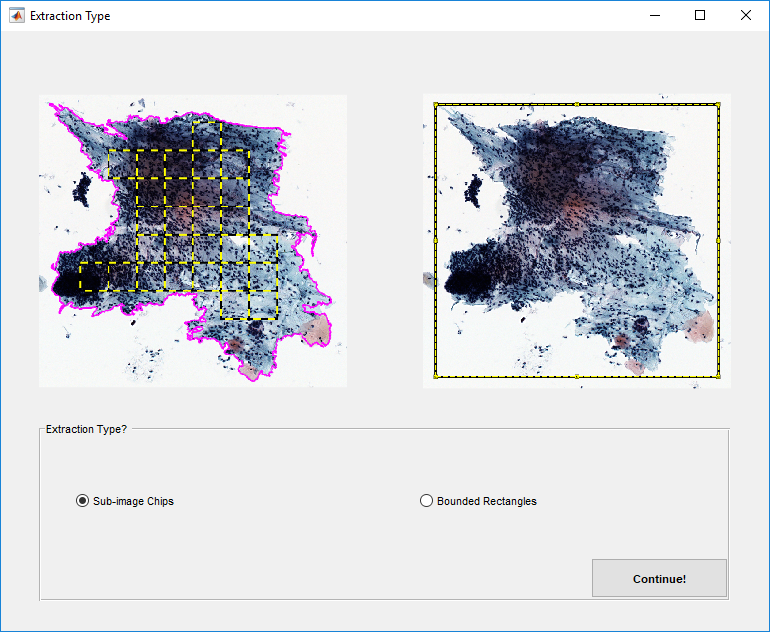 Extraction Type
Extraction Type?
Sub-image Chips
Bounded Rectangles
Continue!